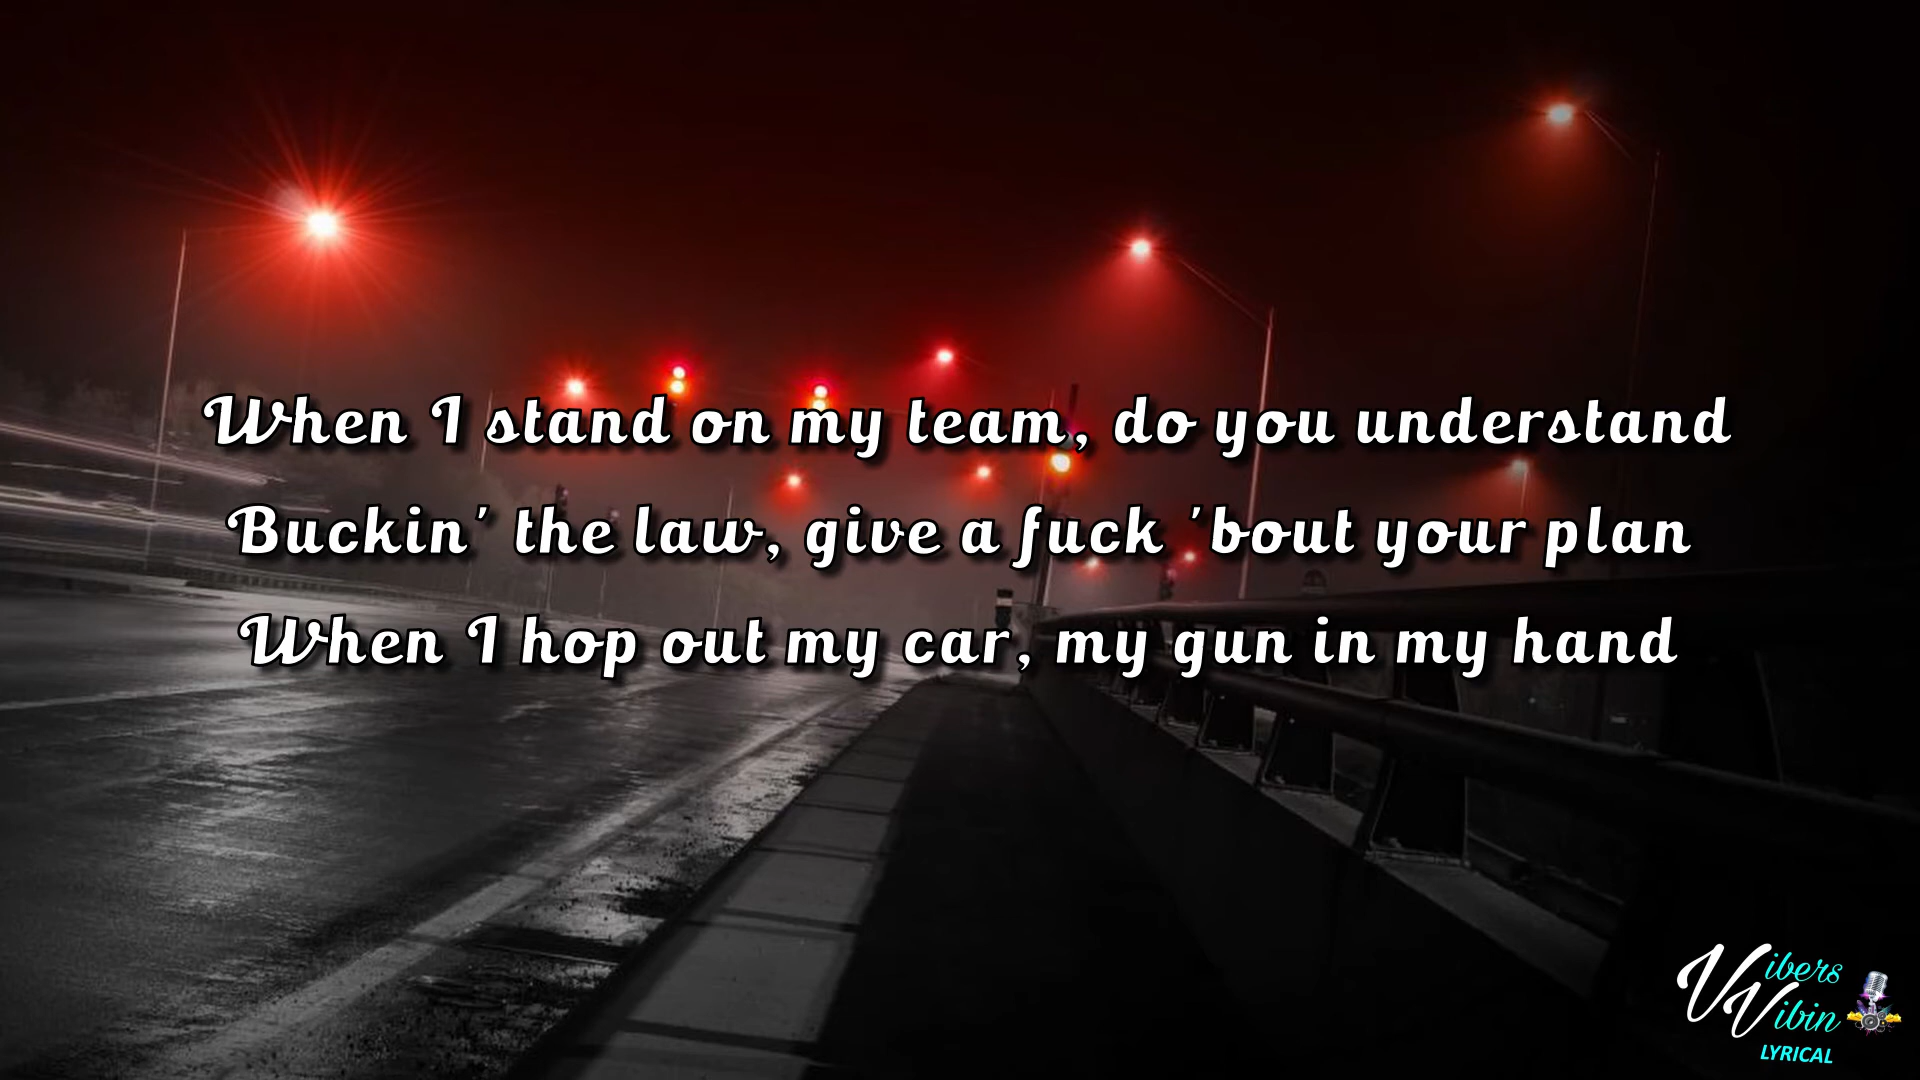 When I stand on my team, do you understand
Buckin' the law, give a fuck 'bout your plan
When I hop out my car, my gun in my hand
Vibers
Vibin
LYRICAL